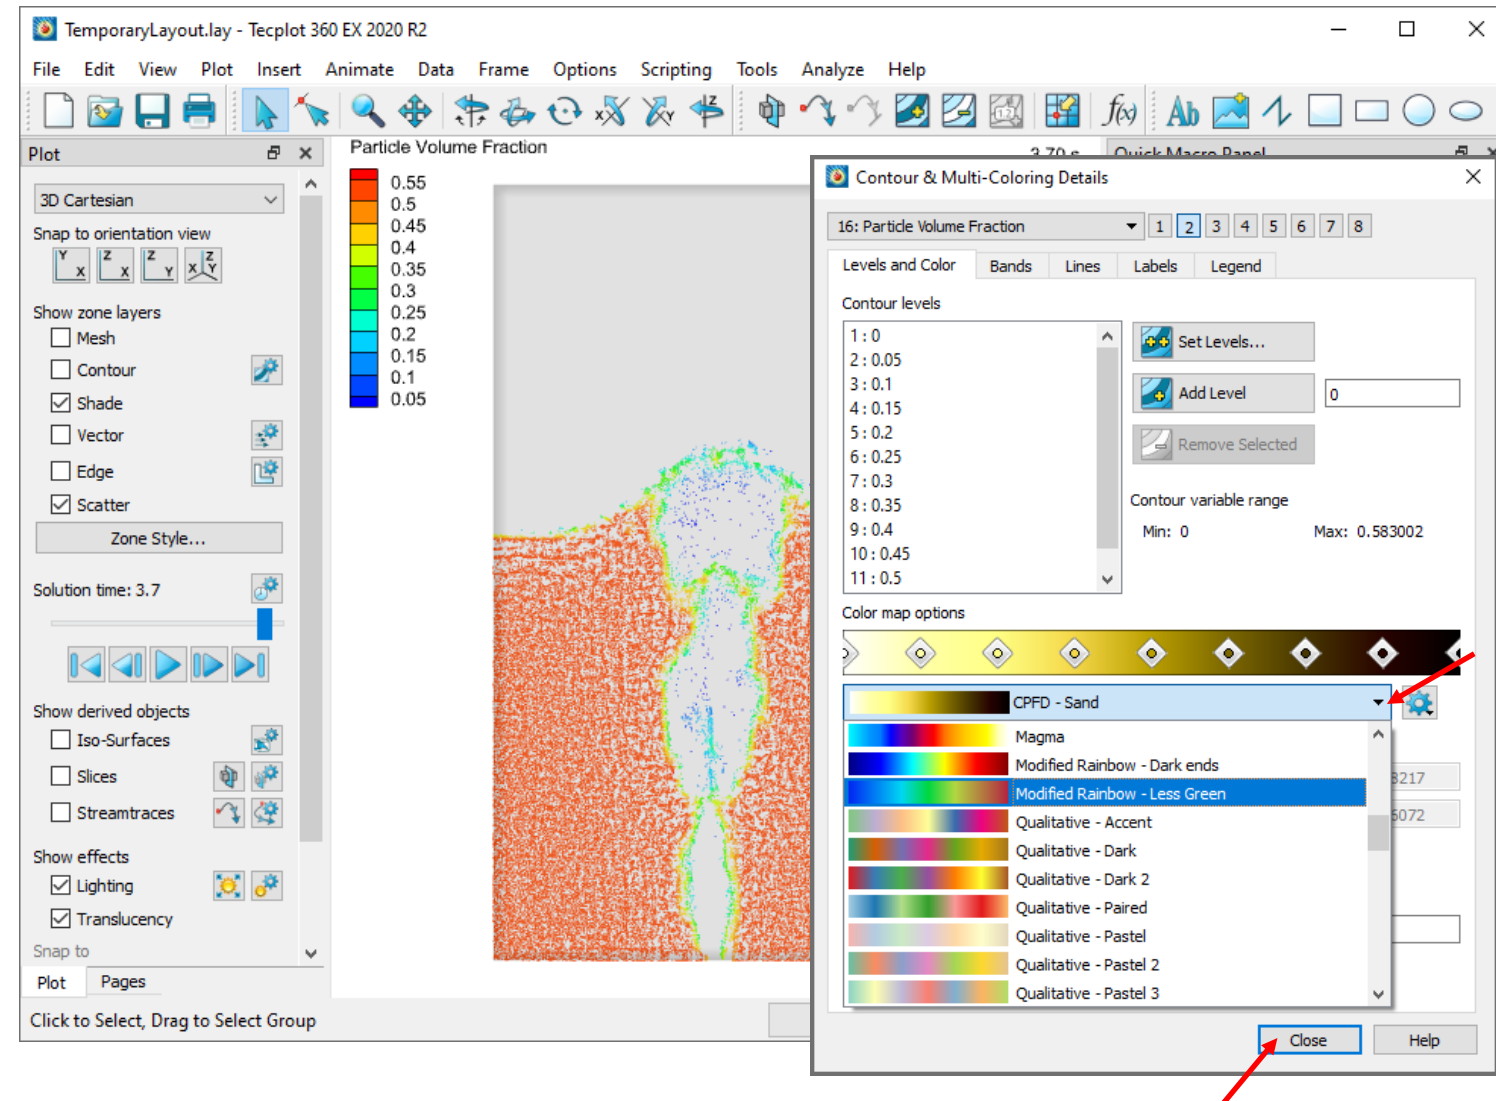 TemporaryLayout.lay - Tecplot 360 EX 2020 R2
File Edit View Plot Insert Animate Data Frame Options Scripting Tools Analyze Help
Plot
3D Cartesian
Snap to orientation view
Show zone layers
Mesh
Contour
Shade
Vector
Edge
Scatter
Zone Style...
Solution time: 3.7
Show derived objects
Iso-Surfaces
Slices
Streamtraces
Show effects
Lighting
Translucency
Snap to
Plot Pages
Click to Select, Drag to Select Group
Particle Volume Fraction
0.55
0.5
0.45
0.4
0.35
0.3
0.25
0.2
0.15
0.1
0.05
3.70 s
Quick Macro Panel
Contour & Multi-Coloring Details
16: Particle Volume Fraction 1 2 3 4 5 6 7 8
Levels and Color Bands Lines Labels Legend
Contour levels
1 : 0
2 : 0.05
3 : 0.1
4 : 0.15
5 : 0.2
6 : 0.25
7 : 0.3
8 : 0.35
9 : 0.4
10 : 0.45
11 : 0.5
Set Levels...
Add Level 0
Remove Selected
Contour variable range
Min: 0 Max: 0.583002
Color map options
CPFD - Sand
Magma
Modified Rainbow - Dark ends
Modified Rainbow - Less Green
Qualitative - Accent
Qualitative - Dark
Qualitative - Dark 2
Qualitative - Paired
Qualitative - Pastel
Qualitative - Pastel 2
Qualitative - Pastel 3
Close Help